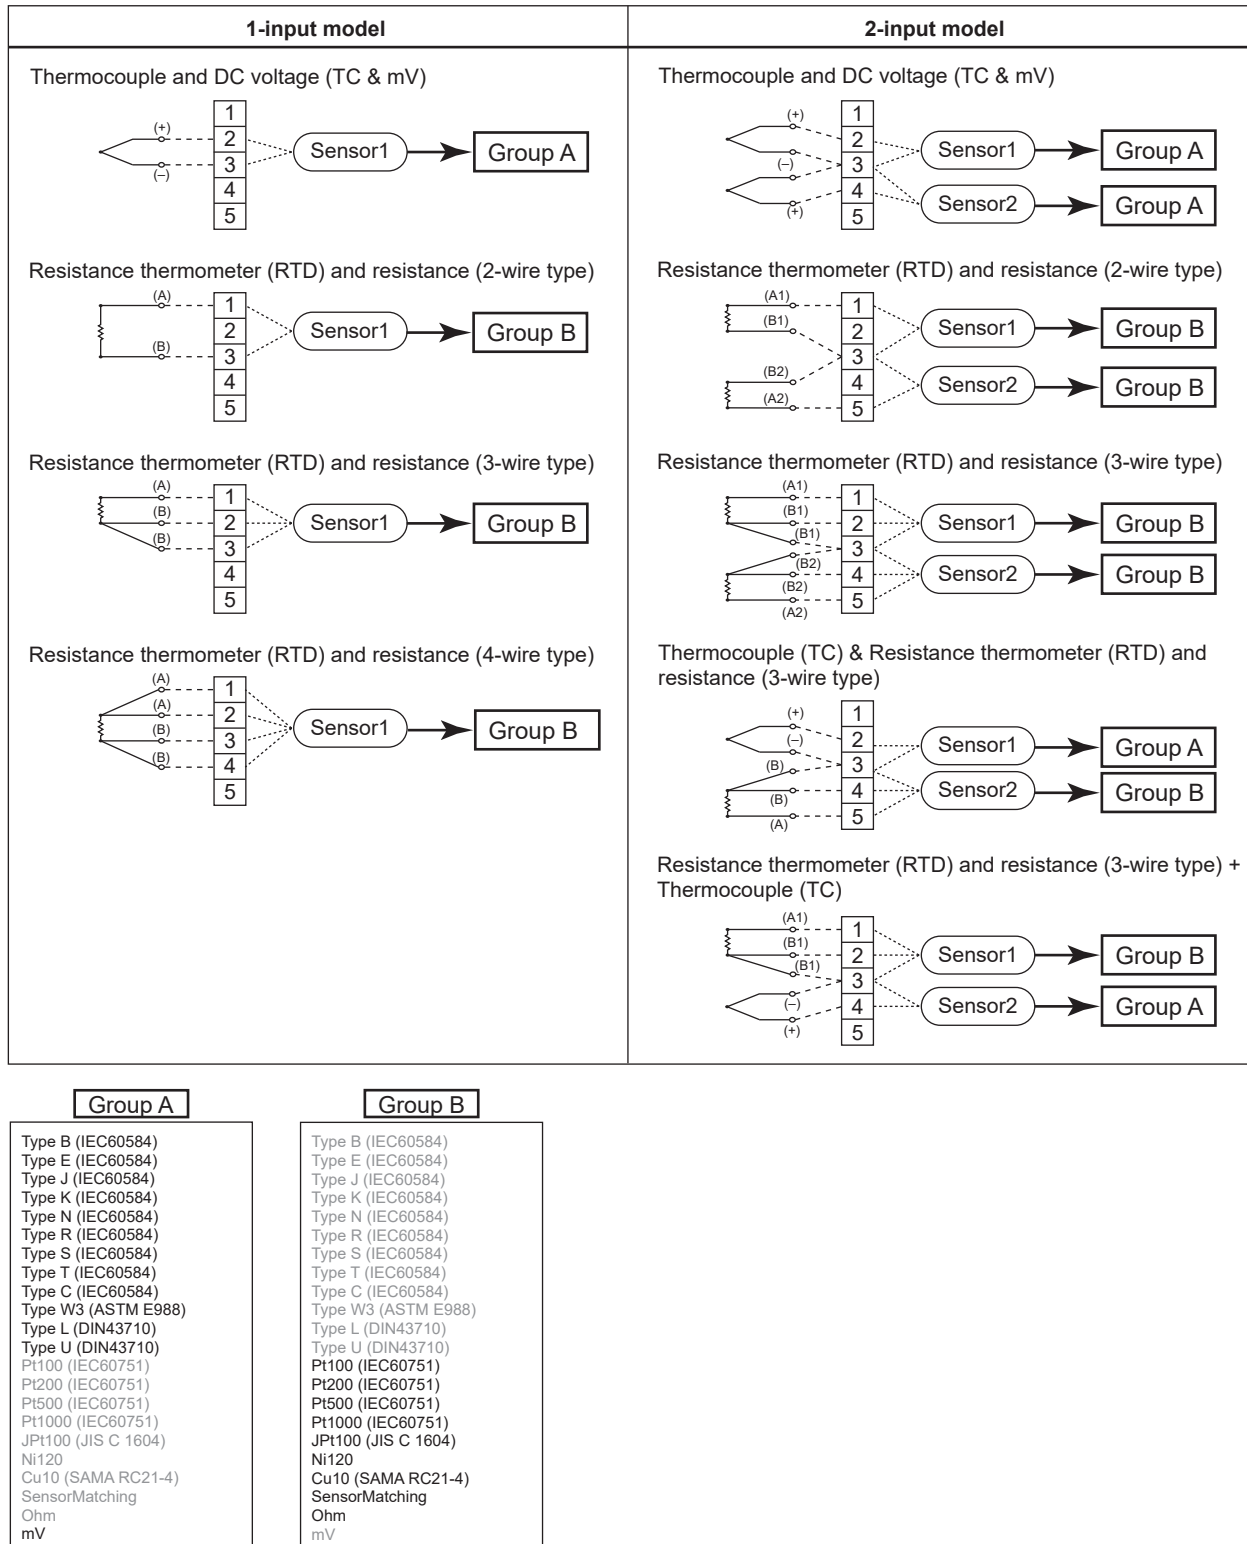 1-input model
Thermocouple and DC voltage (TC & mV)
(+)
(–)
1
2
3
4
5
Sensor1
Group A
Resistance thermometer (RTD) and resistance (2-wire type)
(A)
(B)
1
2
3
4
5
Sensor1
Group B
Resistance thermometer (RTD) and resistance (3-wire type)
(A)
(B)
(B)
1
2
3
4
5
Sensor1
Group B
Resistance thermometer (RTD) and resistance (4-wire type)
(A)
(A)
(B)
(B)
1
2
3
4
5
Sensor1
Group B
2-input model
Thermocouple and DC voltage (TC & mV)
(+)
(–)
(+)
1
2
3
4
5
Sensor1
Group A
Sensor2
Group A
Resistance thermometer (RTD) and resistance (2-wire type)
(A1)
(B1)
(B2)
(A2)
1
2
3
4
5
Sensor1
Group B
Sensor2
Group B
Resistance thermometer (RTD) and resistance (3-wire type)
(A1)
(B1)
(B1)
(B2)
(B2)
(A2)
1
2
3
4
5
Sensor1
Group B
Sensor2
Group B
Thermocouple (TC) & Resistance thermometer (RTD) and
resistance (3-wire type)
(+)
(–)
(B)
(B)
(A)
1
2
3
4
5
Sensor1
Group A
Sensor2
Group B
Resistance thermometer (RTD) and resistance (3-wire type) +
Thermocouple (TC)
(A1)
(B1)
(B1)
(–)
(+)
1
2
3
4
5
Sensor1
Group B
Sensor2
Group A
Group A
Type B (IEC60584)
Type E (IEC60584)
Type J (IEC60584)
Type K (IEC60584)
Type N (IEC60584)
Type R (IEC60584)
Type S (IEC60584)
Type T (IEC60584)
Type C (IEC60584)
Type W3 (ASTM E988)
Type L (DIN43710)
Type U (DIN43710)
Pt100 (IEC60751)
Pt200 (IEC60751)
Pt500 (IEC60751)
Pt1000 (IEC60751)
JPt100 (JIS C 1604)
Ni120
Cu10 (SAMA RC21-4)
SensorMatching
Ohm
mV
Group B
Type B (IEC60584)
Type E (IEC60584)
Type J (IEC60584)
Type K (IEC60584)
Type N (IEC60584)
Type R (IEC60584)
Type S (IEC60584)
Type T (IEC60584)
Type C (IEC60584)
Type W3 (ASTM E988)
Type L (DIN43710)
Type U (DIN43710)
Pt100 (IEC60751)
Pt200 (IEC60751)
Pt500 (IEC60751)
Pt1000 (IEC60751)
JPt100 (JIS C 1604)
Ni120
Cu10 (SAMA RC21-4)
SensorMatching
Ohm
mV